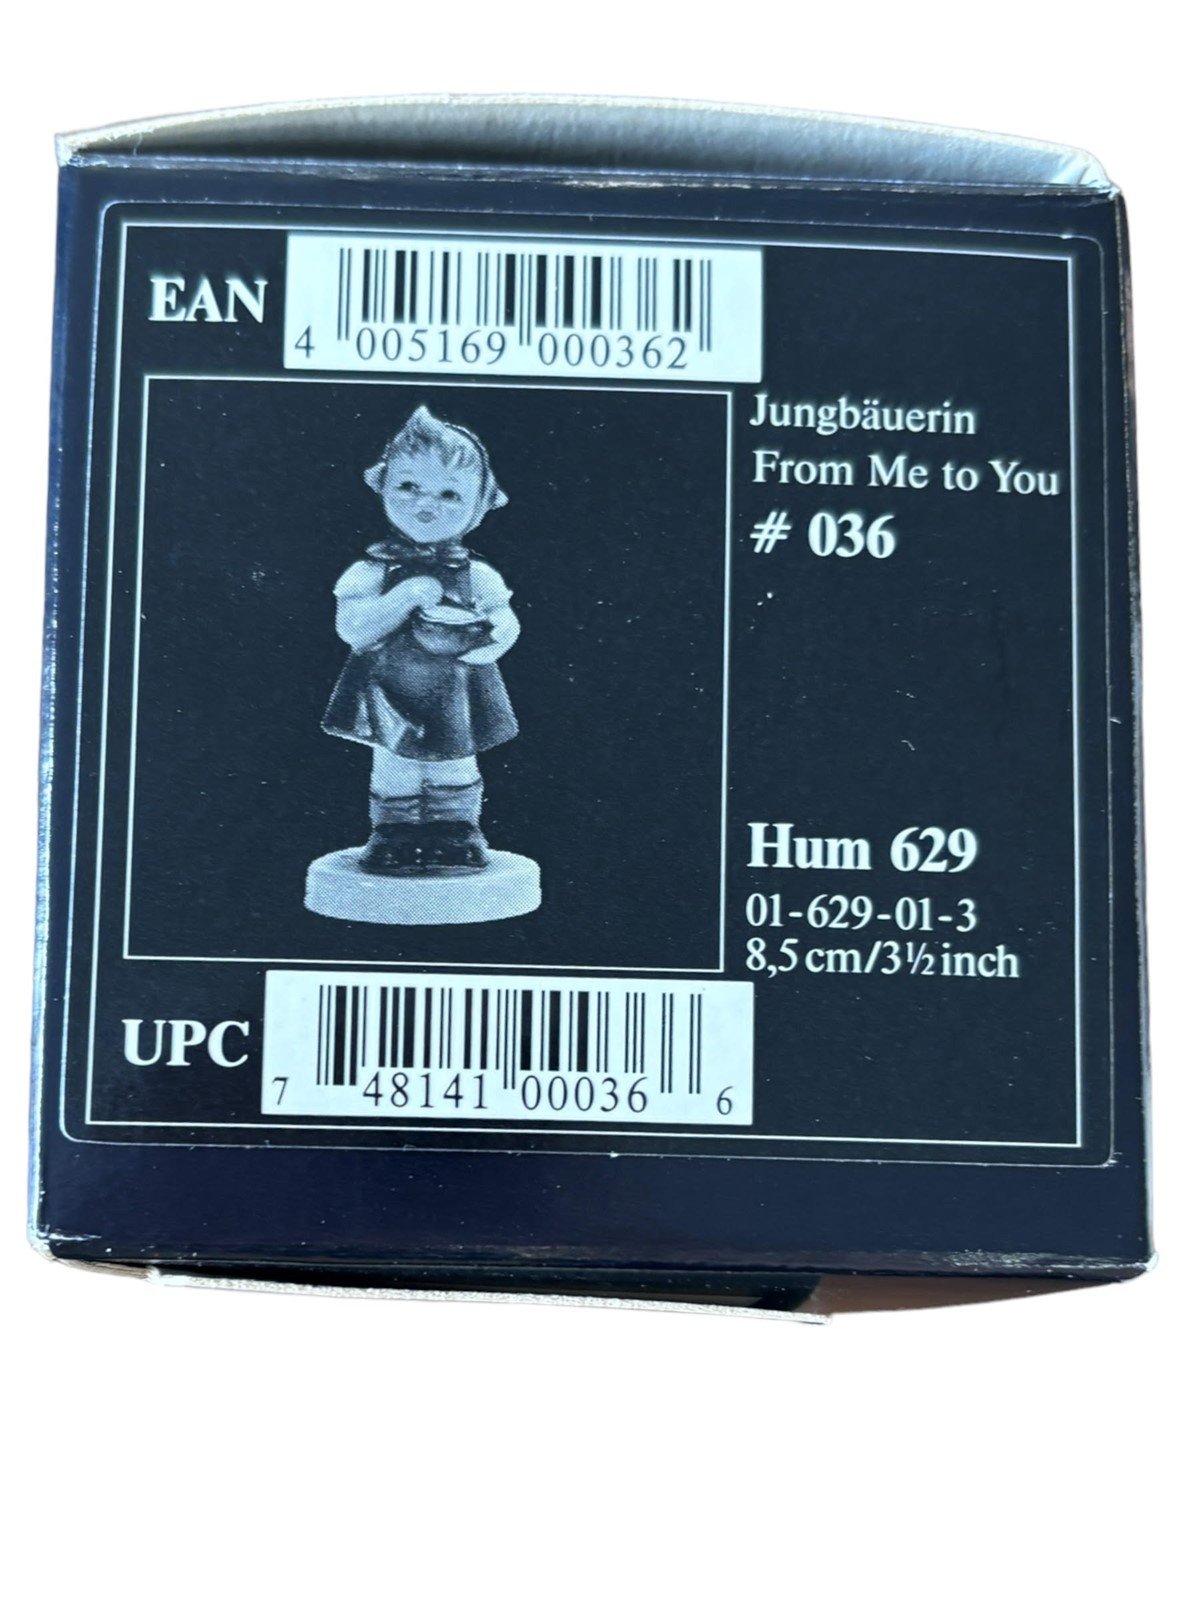 EAN
4 005169 000362
Jungbäuerin
From Me to You
# 036
Hum 629
01-629-01-3
8,5 cm/3½ inch
UPC
7 48141 00036 6